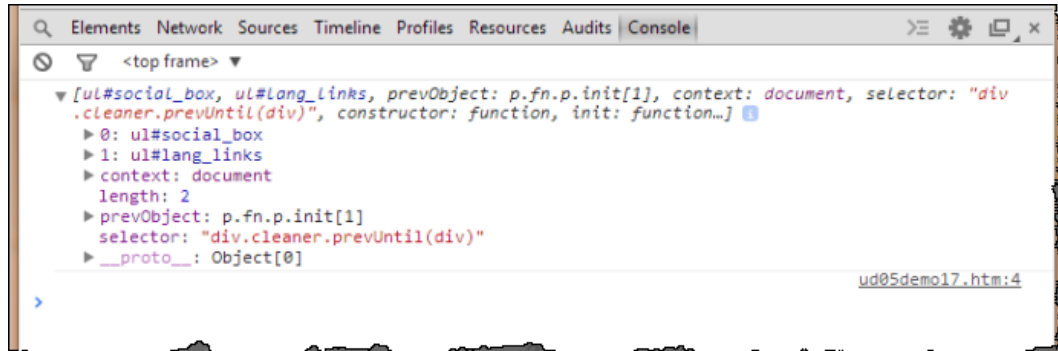 Elements Network Sources Timeline Profiles Resources Audits Console
<top frame> ▼
▼ [ul#social_box, ul#lang_links, prevObject: p.fn.p.init[1], context: document, selector: "div
.cleaner.prevUntil(div)", constructor: function, init: function…]
▶ 0: ul#social_box
▶ 1: ul#lang_links
▶ context: document
length: 2
▶ prevObject: p.fn.p.init[1]
selector: "div.cleaner.prevUntil(div)"
▶ __proto__: Object[0]
ud05demo17.htm:4